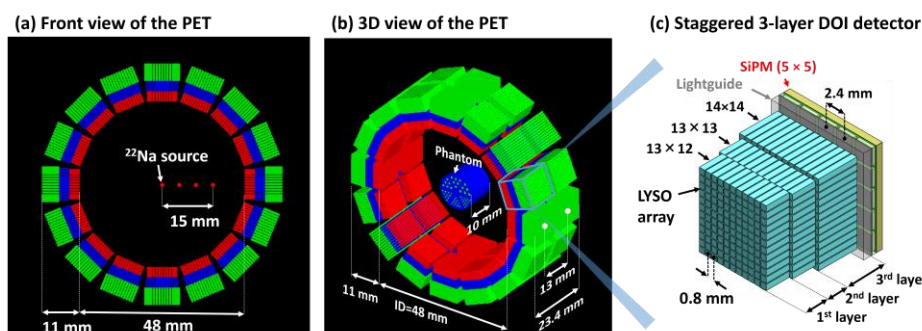 (a) Front view of the PET
(b) 3D view of the PET
(c) Staggered 3-layer DOI detector
²²Na source
15 mm
11 mm
48 mm
Phantom
10 mm
11 mm
ID=48 mm
13 mm
23.4 mm
SiPM (5 × 5)
Lightguide
2.4 mm
14×14
13 × 13
13 × 12
LYSO
array
0.8 mm
3rd laye
2nd layer
1st layer